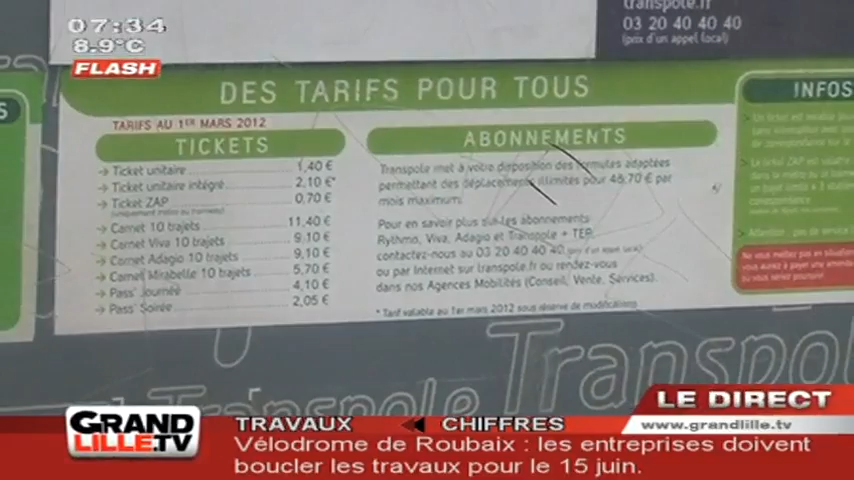 07:34
8.9°C
FLASH
transpole.fr
03 20 40 40 40
(prix d'un appel local)
DES TARIFS POUR TOUS
TARIFS AU 1ER MARS 2012
TICKETS
Ticket unitaire 1,40 €
Ticket unitaire intégré 2,10 €*
Ticket ZAP 0,70 €
Carnet 10 trajets 11,40 €
Carnet Viva 10 trajets 9,10 €
Carnet Adagio 10 trajets 9,10 €
Carnet Mirabelle 10 trajets 5,70 €
Pass' Journée 4,10 €
Pass' Soirée 2,05 €
ABONNEMENTS
Transpole met à votre disposition des formules adaptées
permettant des déplacements illimités pour 48,70 € par
mois maximum.
Pour en savoir plus sur les abonnements
Rythmo, Viva, Adagio et Transpole + TER,
contactez-nous au 03 20 40 40 40 (prix d'un appel local)
ou par Internet sur transpole.fr ou rendez-vous
dans nos Agences Mobilités (Conseil, Vente, Services).
* Tarif valable au 1er mars 2012 sous réserve de modifications
INFOS
Transpole
Transpole
LE DIRECT
www.grandlille.tv
GRAND
LILLE.TV
TRAVAUX CHIFFRES
Vélodrome de Roubaix : les entreprises doivent
boucler les travaux pour le 15 juin.